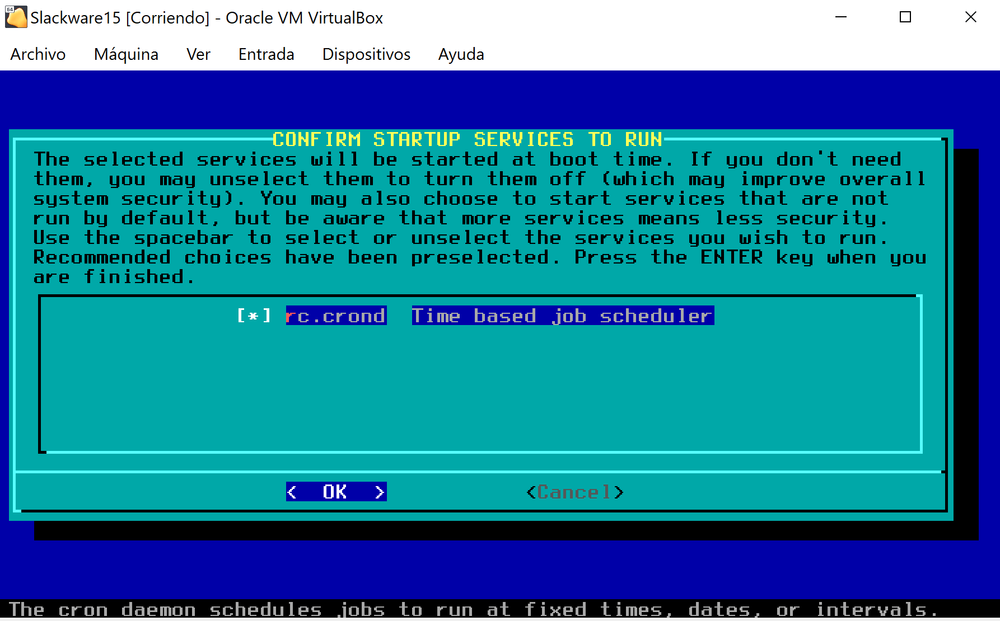 64
Slackware15 [Corriendo] - Oracle VM VirtualBox
Archivo Máquina Ver Entrada Dispositivos Ayuda
CONFIRM STARTUP SERVICES TO RUN
The selected services will be started at boot time. If you don't need
them, you may unselect them to turn them off (which may improve overall
system security). You may also choose to start services that are not
run by default, but be aware that more services means less security.
Use the spacebar to select or unselect the services you wish to run.
Recommended choices have been preselected. Press the ENTER key when you
are finished.
[*] rc.crond Time based job scheduler
< OK > <Cancel>
The cron daemon schedules jobs to run at fixed times, dates, or intervals.